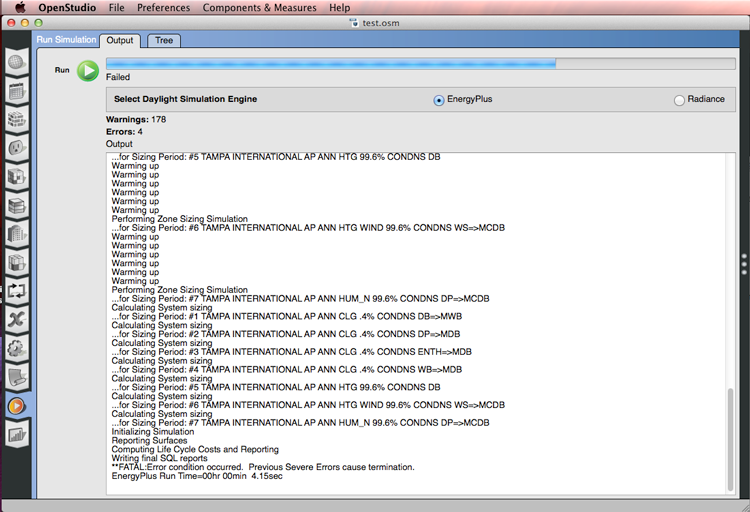 OpenStudio File Preferences Components & Measures Help
test.osm
Run Simulation Output Tree
Run
Failed
Select Daylight Simulation Engine EnergyPlus Radiance
Warnings: 178
Errors: 4
Output
...for Sizing Period: #5 TAMPA INTERNATIONAL AP ANN HTG 99.6% CONDNS DB
Warming up
Warming up
Warming up
Warming up
Warming up
Warming up
Performing Zone Sizing Simulation
...for Sizing Period: #6 TAMPA INTERNATIONAL AP ANN HTG WIND 99.6% CONDNS WS=>MCDB
Warming up
Warming up
Warming up
Warming up
Warming up
Warming up
Performing Zone Sizing Simulation
...for Sizing Period: #7 TAMPA INTERNATIONAL AP ANN HUM_N 99.6% CONDNS DP=>MCDB
Calculating System sizing
...for Sizing Period: #1 TAMPA INTERNATIONAL AP ANN CLG .4% CONDNS DB=>MWB
Calculating System sizing
...for Sizing Period: #2 TAMPA INTERNATIONAL AP ANN CLG .4% CONDNS DP=>MDB
Calculating System sizing
...for Sizing Period: #3 TAMPA INTERNATIONAL AP ANN CLG .4% CONDNS ENTH=>MDB
Calculating System sizing
...for Sizing Period: #4 TAMPA INTERNATIONAL AP ANN CLG .4% CONDNS WB=>MDB
Calculating System sizing
...for Sizing Period: #5 TAMPA INTERNATIONAL AP ANN HTG 99.6% CONDNS DB
Calculating System sizing
...for Sizing Period: #6 TAMPA INTERNATIONAL AP ANN HTG WIND 99.6% CONDNS WS=>MCDB
Calculating System sizing
...for Sizing Period: #7 TAMPA INTERNATIONAL AP ANN HUM_N 99.6% CONDNS DP=>MCDB
Initializing Simulation
Reporting Surfaces
Computing Life Cycle Costs and Reporting
Writing final SQL reports
**FATAL:Error condition occurred.  Previous Severe Errors cause termination.
EnergyPlus Run Time=00hr 00min  4.15sec